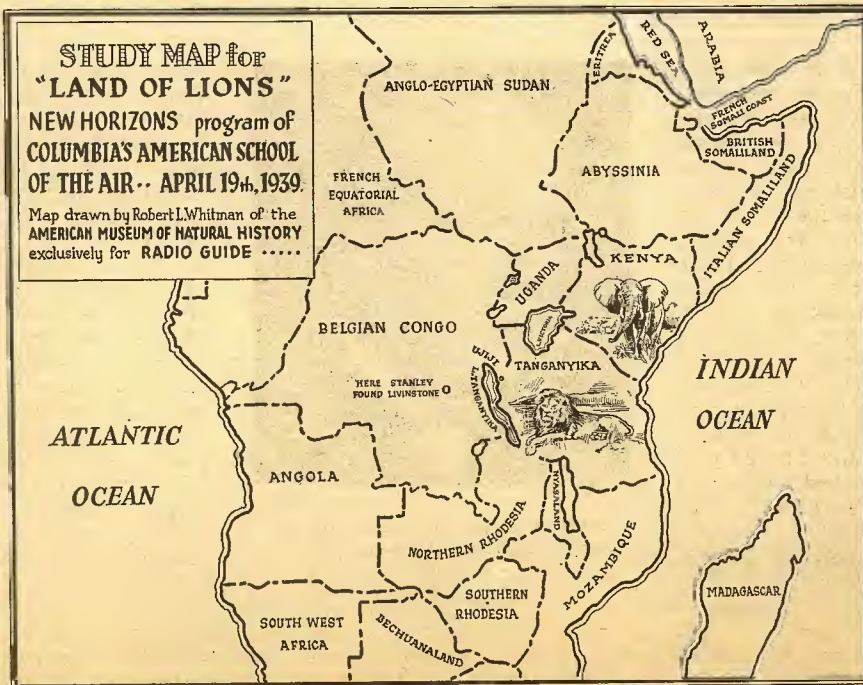 STUDY MAP for
"LAND OF LIONS"
NEW HORIZONS program of
COLUMBIA'S AMERICAN SCHOOL
OF THE AIR.. APRIL 19th, 1939.
Map drawn by Robert L. Whitman of the
AMERICAN MUSEUM OF NATURAL HISTORY
exclusively for RADIO GUIDE .....
RED SEA
ARABIA
ERITREA
ANGLO-EGYPTIAN SUDAN
FRENCH
SOMALI COAST
BRITISH
SOMALILAND
ABYSSINIA
ITALIAN SOMALILAND
FRENCH
EQUATORIAL
AFRICA
KENYA
UGANDA
VICTORIA
BELGIAN CONGO
UJIJI
TANGANYIKA
L. TANGANYIKA
HERE STANLEY
FOUND LIVINSTONE
INDIAN
OCEAN
ATLANTIC
OCEAN
ANGOLA
NYASALAND
NORTHERN RHODESIA
MOZAMBIQUE
SOUTHERN
RHODESIA
MADAGASCAR
SOUTH WEST
AFRICA
BECHUANALAND